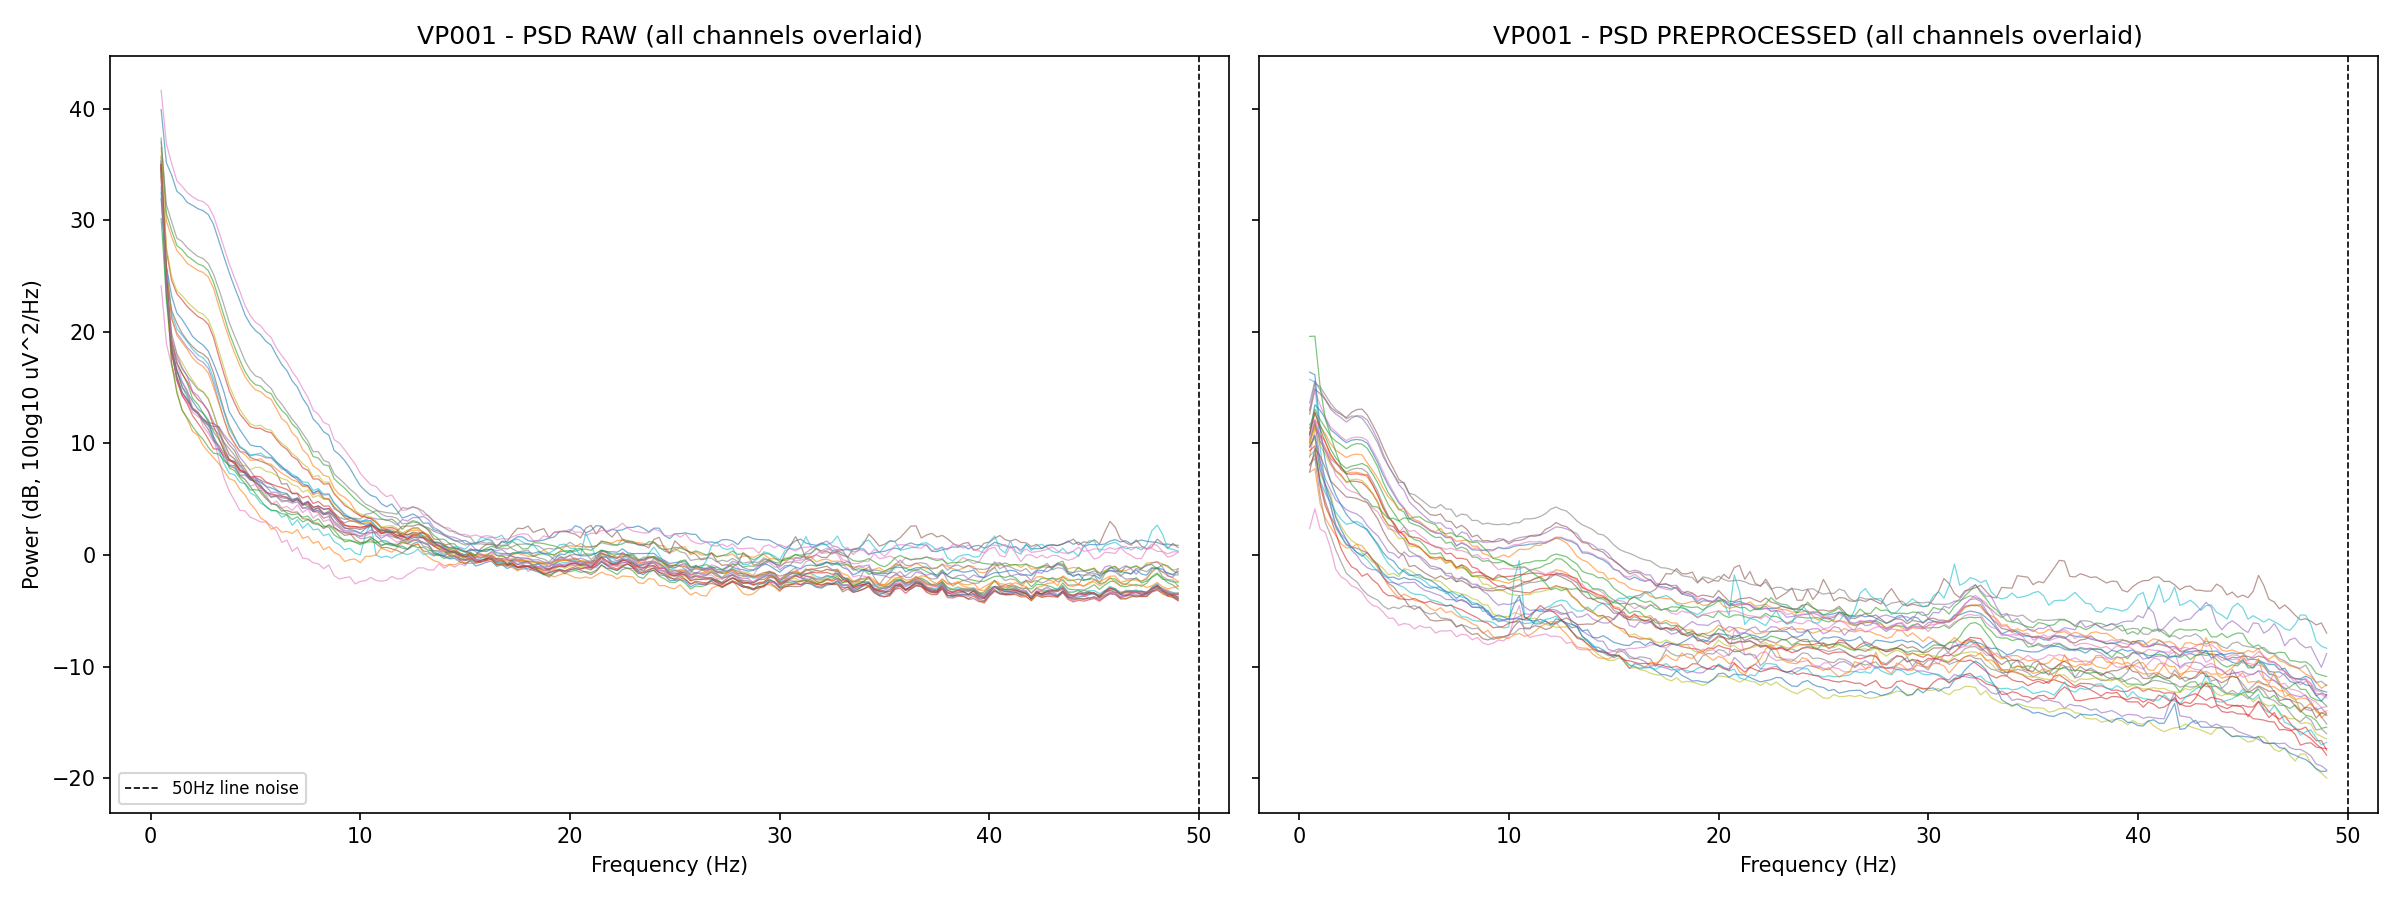 VP001 - PSD RAW (all channels overlaid)
VP001 - PSD PREPROCESSED (all channels overlaid)
Power (dB, 10log10 uV^2/Hz)
40
30
20
10
0
−10
−20
50Hz line noise
0 10 20 30 40 50
0 10 20 30 40 50
Frequency (Hz)
Frequency (Hz)